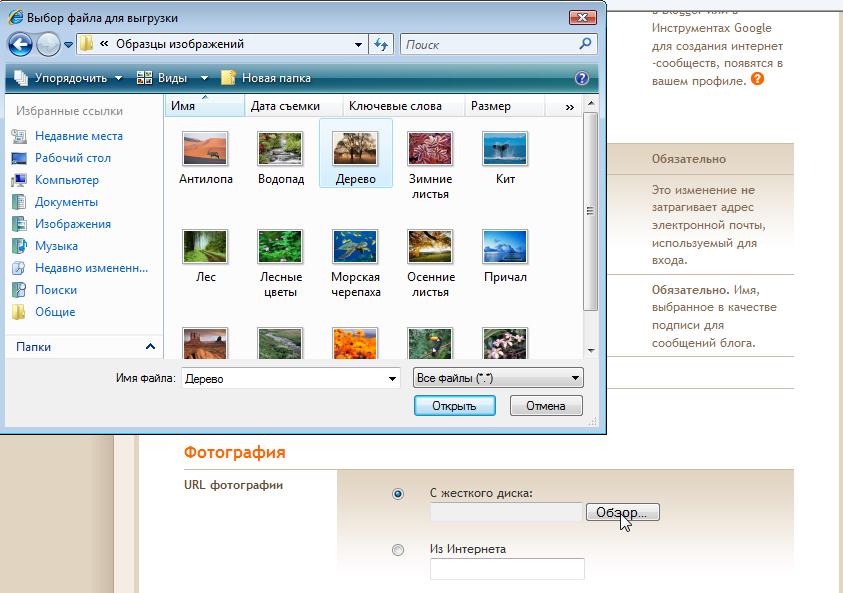 Выбор файла для выгрузки
« Образцы изображений
Поиск
Упорядочить
Виды
Новая папка
?
Избранные ссылки
Недавние места
Рабочий стол
Компьютер
Документы
Изображения
Музыка
Недавно изменен...
Поиски
Общие
Папки
Имя
Дата съемки
Ключевые слова
Размер
»
Антилопа
Водопад
Дерево
Зимние
листья
Кит
Лес
Лесные
цветы
Морская
черепаха
Осенние
листья
Причал
Имя файла:
Дерево
Все файлы (*.*)
Открыть
Отмена
Инструментах Google
для создания интернет
-сообществ, появятся в
вашем профиле. ?
Обязательно
Это изменение не
затрагивает адрес
электронной почты,
используемый для
входа.
Обязательно. Имя,
выбранное в качестве
подписи для
сообщений блога.
Фотография
URL фотографии
С жесткого диска:
Обзор...
Из Интернета